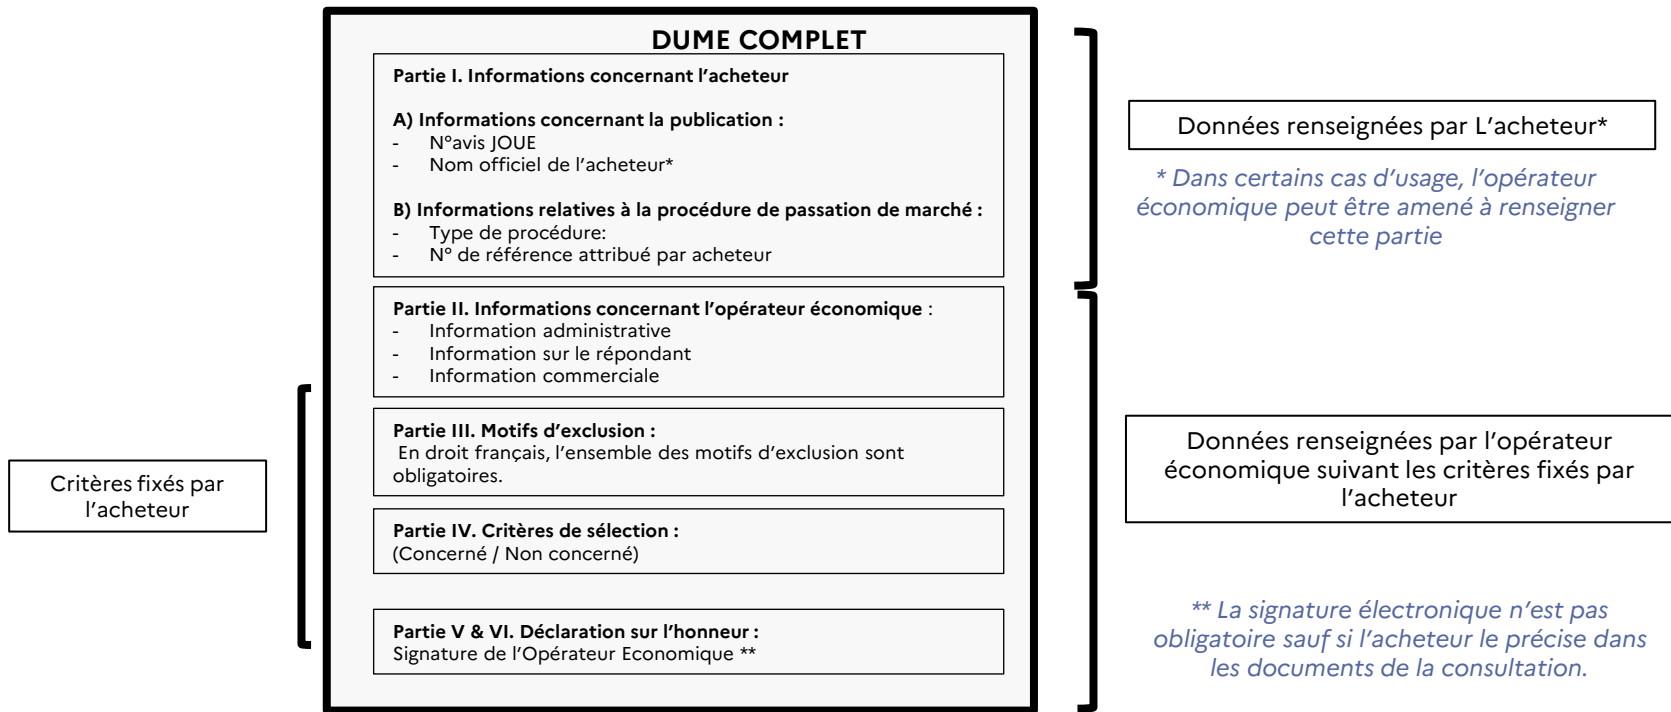 DUME COMPLET
Partie I. Informations concernant l'acheteur
A) Informations concernant la publication :
- N°avis JOUE
- Nom officiel de l'acheteur*
B) Informations relatives à la procédure de passation de marché :
- Type de procédure:
- N° de référence attribué par acheteur
Partie II. Informations concernant l'opérateur économique :
- Information administrative
- Information sur le répondant
- Information commerciale
Partie III. Motifs d'exclusion :
En droit français, l'ensemble des motifs d'exclusion sont
obligatoires.
Partie IV. Critères de sélection :
(Concerné / Non concerné)
Partie V & VI. Déclaration sur l'honneur :
Signature de l'Opérateur Economique **
Critères fixés par
l'acheteur
Données renseignées par L'acheteur*
* Dans certains cas d'usage, l'opérateur
économique peut être amené à renseigner
cette partie
Données renseignées par l'opérateur
économique suivant les critères fixés par
l'acheteur
** La signature électronique n'est pas
obligatoire sauf si l'acheteur le précise dans
les documents de la consultation.